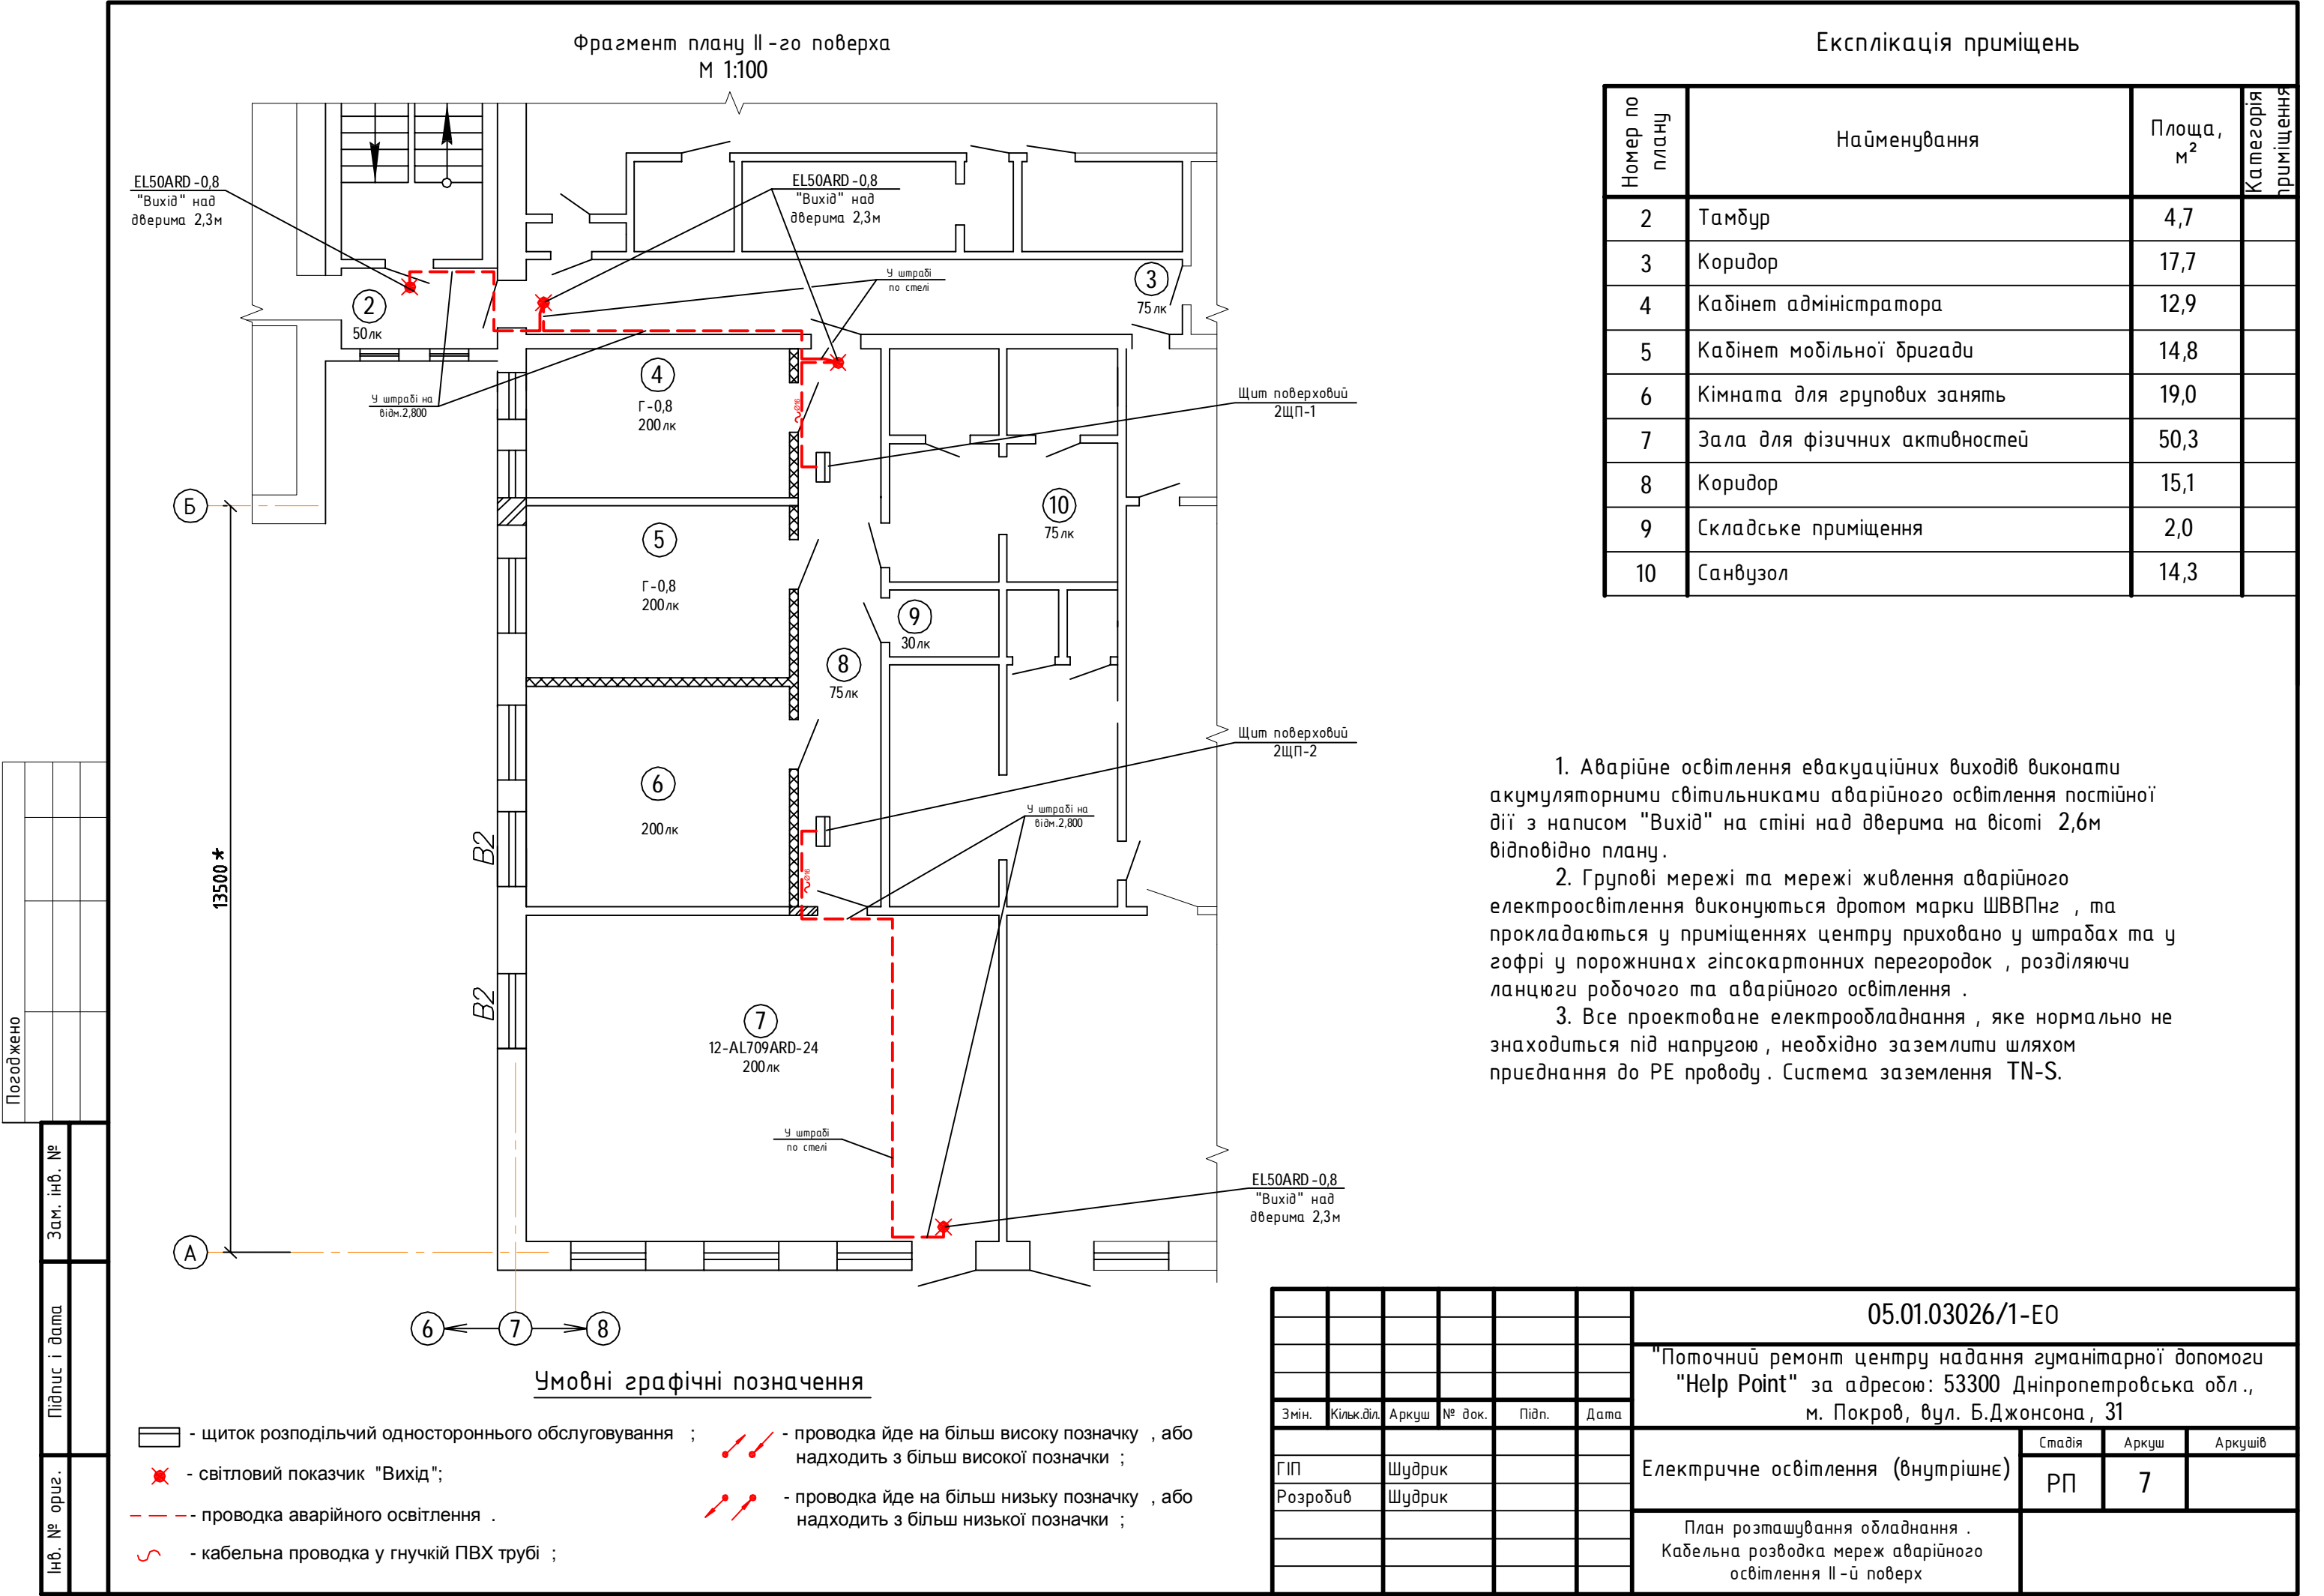 Фрагмент плану ІІ-го поверха
М 1:100
EL50ARD-0,8
"Вихід" над
дверима 2,3м
EL50ARD-0,8
"Вихід" над
дверима 2,3м
У штрабі
по стелі
2
50лк
3
75лк
У штрабі на
відм.2,800
4
Г-0,8
200лк
Ø16
Щит поверховий
2ЩП-1
Б
5
Г-0,8
200лк
10
75лк
9
30лк
8
75лк
Щит поверховий
2ЩП-2
6
200лк
У штрабі на
відм.2,800
Ø16
В2
13500*
В2
7
12-AL709ARD-24
200лк
У штрабі
по стелі
EL50ARD-0,8
"Вихід" над
дверима 2,3м
А
6
7
8
Експлікація приміщень
Номер по плану
Найменування
Площа, м²
Категорія приміщення
2 Тамбур 4,7
3 Коридор 17,7
4 Кабінет адміністратора 12,9
5 Кабінет мобільної бригади 14,8
6 Кімната для групових занять 19,0
7 Зала для фізичних активностей 50,3
8 Коридор 15,1
9 Складське приміщення 2,0
10 Санвузол 14,3
1. Аварійне освітлення евакуаційних виходів виконати
акумуляторними світильниками аварійного освітлення постійної
дії з написом "Вихід" на стіні над дверима на вісоті 2,6м
відповідно плану.
2. Групові мережі та мережі живлення аварійного
електроосвітлення виконуються дротом марки ШВВПнг , та
прокладаються у приміщеннях центру приховано у штрабах та у
гофрі у порожнинах гіпсокартонних перегородок , розділяючи
ланцюги робочого та аварійного освітлення .
3. Все проектоване електрообладнання , яке нормально не
знаходиться під напругою , необхідно заземлити шляхом
приєднання до РЕ проводу . Система заземлення TN-S.
Умовні графічні позначення
- щиток розподільчий одностороннього обслуговування ;
- світловий показчик "Вихід";
- проводка аварійного освітлення .
- кабельна проводка у гнучкій ПВХ трубі ;
- проводка йде на більш високу позначку , або
надходить з більш високої позначки ;
- проводка йде на більш низьку позначку , або
надходить з більш низької позначки ;
Погоджено
Зам. інв. №
Підпис і дата
Інв. № ориг.
05.01.03026/1-ЕО
"Поточний ремонт центру надання гуманітарної допомоги
"Help Point" за адресою: 53300 Дніпропетровська обл.,
м. Покров, вул. Б.Джонсона, 31
Змін. Кільк.діл. Аркуш № док. Підп. Дата
ГІП Шудрик
Розробив Шудрик
Електричне освітлення (внутрішнє)
Стадія Аркуш Аркушів
РП 7
План розташування обладнання .
Кабельна розводка мереж аварійного
освітлення ІІ-й поверх